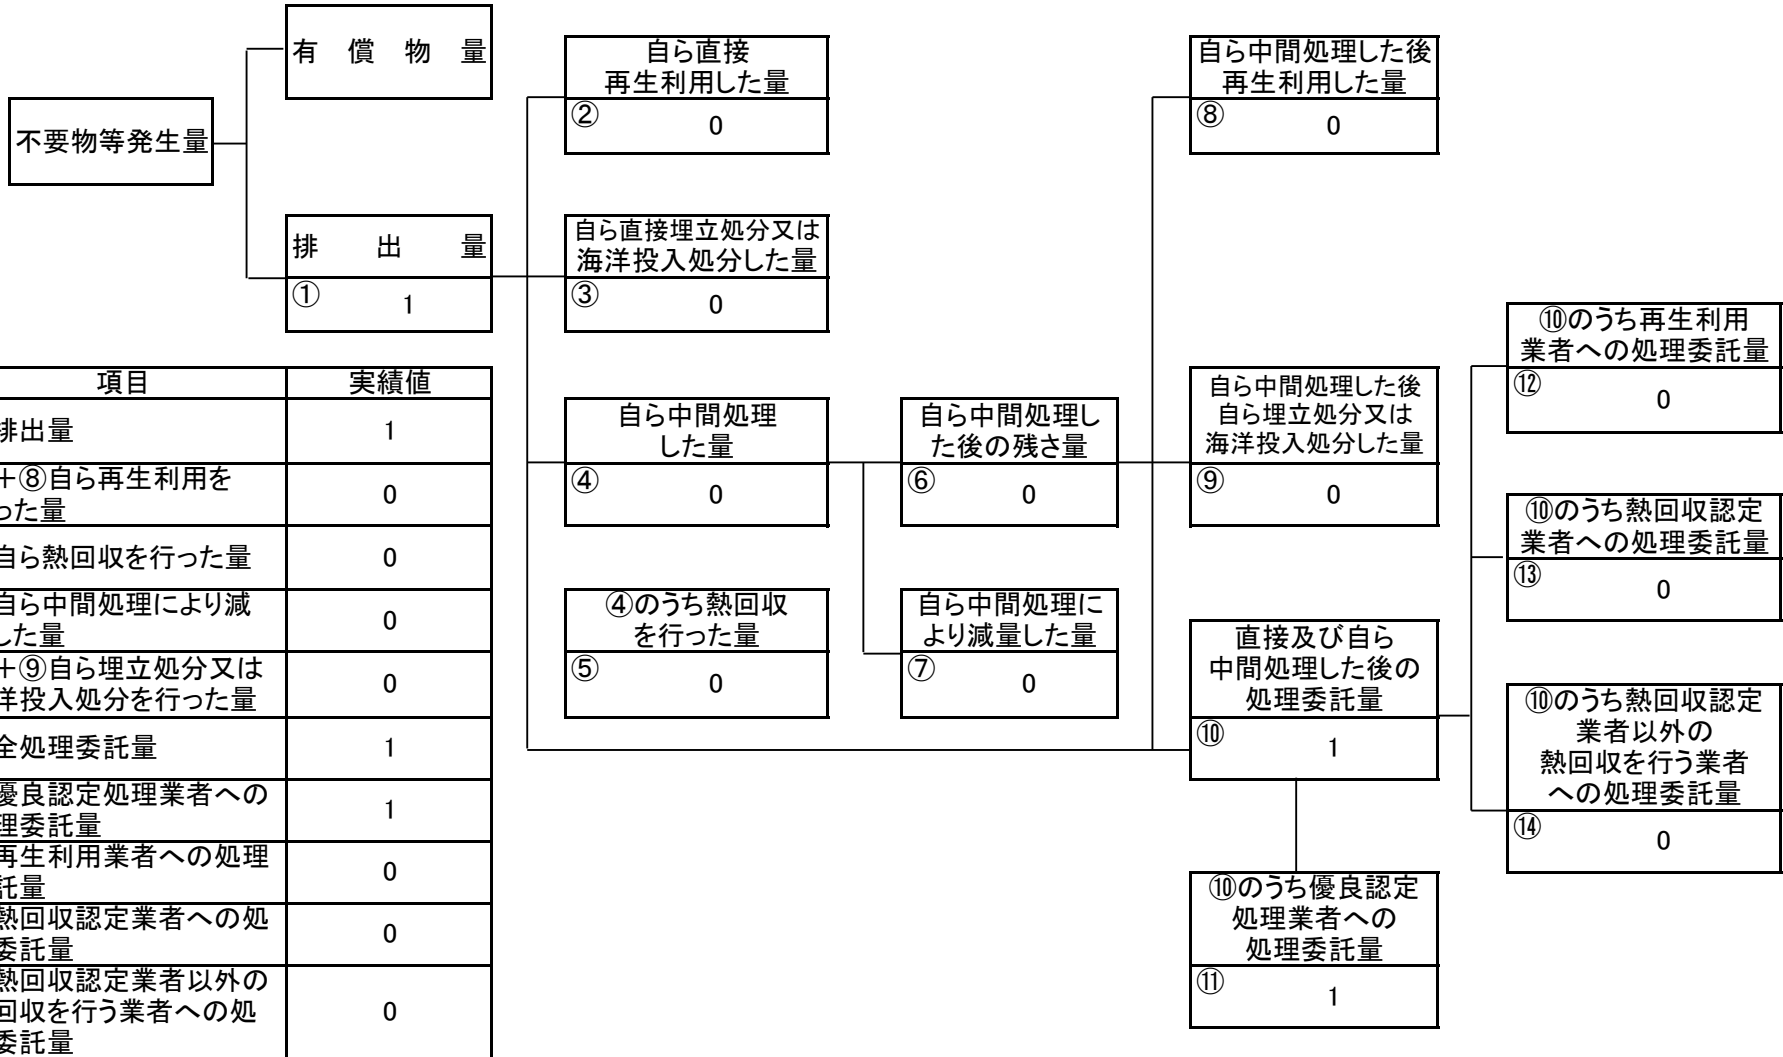 有 償 物 量
不要物等発生量
排 出 量
① 1
自ら直接
再生利用した量
② 0
自ら直接埋立処分又は
海洋投入処分した量
③ 0
自ら中間処理
した量
④ 0
④のうち熱回収
を行った量
⑤ 0
自ら中間処理し
た後の残さ量
⑥ 0
自ら中間処理に
より減量した量
⑦ 0
自ら中間処理した後
再生利用した量
⑧ 0
自ら中間処理した後
自ら埋立処分又は
海洋投入処分した量
⑨ 0
直接及び自ら
中間処理した後の
処理委託量
⑩ 1
⑩のうち優良認定
処理業者への
処理委託量
⑪ 1
⑩のうち再生利用
業者への処理委託量
⑫ 0
⑩のうち熱回収認定
業者への処理委託量
⑬ 0
⑩のうち熱回収認定
業者以外の
熱回収を行う業者
への処理委託量
⑭ 0
項目 実績値
排出量 1
+⑧自ら再生利用を
った量 0
自ら熱回収を行った量 0
自ら中間処理により減
した量 0
+⑨自ら埋立処分又は
洋投入処分を行った量 0
全処理委託量 1
優良認定処理業者への
理委託量 1
再生利用業者への処理
託量 0
熱回収認定業者への処
委託量 0
熱回収認定業者以外の
回収を行う業者への処
委託量 0